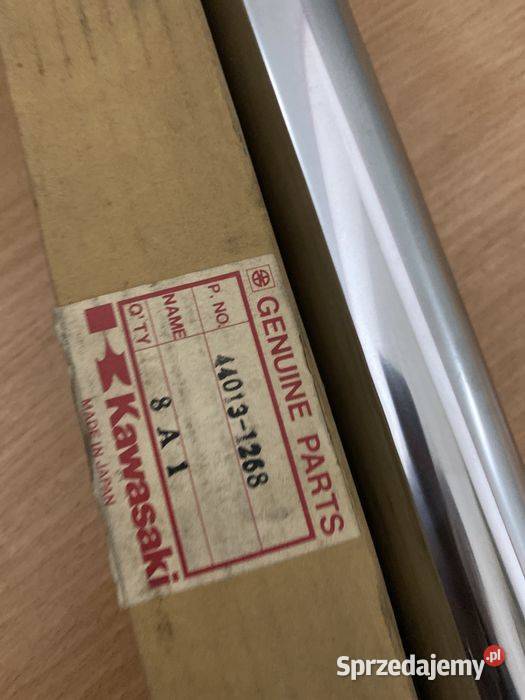 GENUINE PARTS
P. NO. 44013-1268
NAME
Q'TY 8 A 1
Kawasaki
MADE IN JAPAN
Sprzedajemy.pl